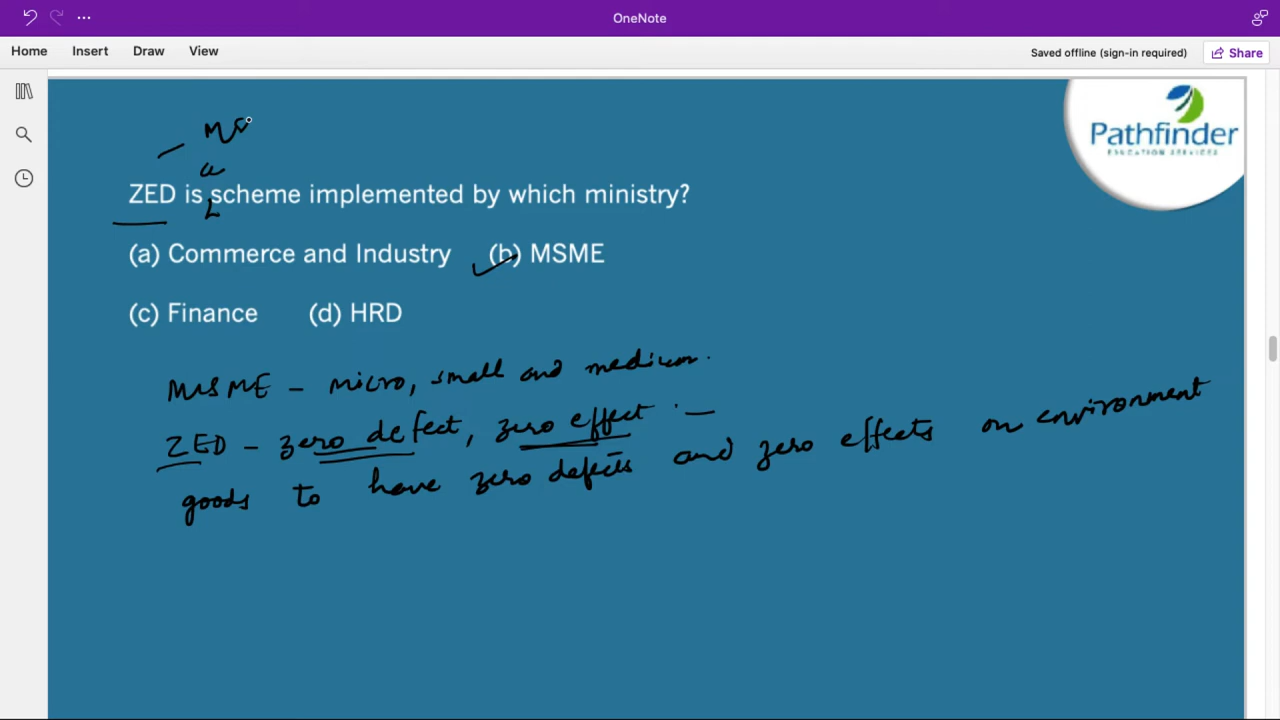 OneNote
Home Insert Draw View Saved offline (sign-in required) Share
Pathfinder
EDUCATION SERVICES
ZED is scheme implemented by which ministry?
(a) Commerce and Industry (b) MSME
(c) Finance (d) HRD
MSME - micro, small and medium.
ZED - zero defect, zero effect.
goods to have zero defects and zero effects on environment